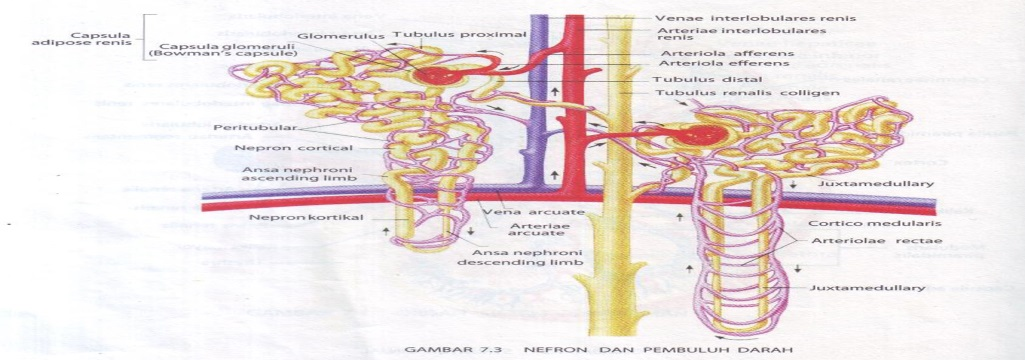 Capsula
adipose renis
Capsula glomeruli
(Bowman's capsule)
Glomerulus
Tubulus proximal
Venae interlobulares renis
Arteriae interlobulares
renis
Arteriola afferens
Arteriola efferens
Tubulus distal
Tubulus renalis colligen
Peritubular
Nepron cortical
Ansa nephroni
ascending limb
Nepron kortikal
Vena arcuate
Arteriae
arcuate
Ansa nephroni
descending limb
Juxtamedullary
Cortico medularis
Arteriolae rectae
Juxtamedullary
GAMBAR 7.3 NEFRON DAN PEMBULUH DARAH